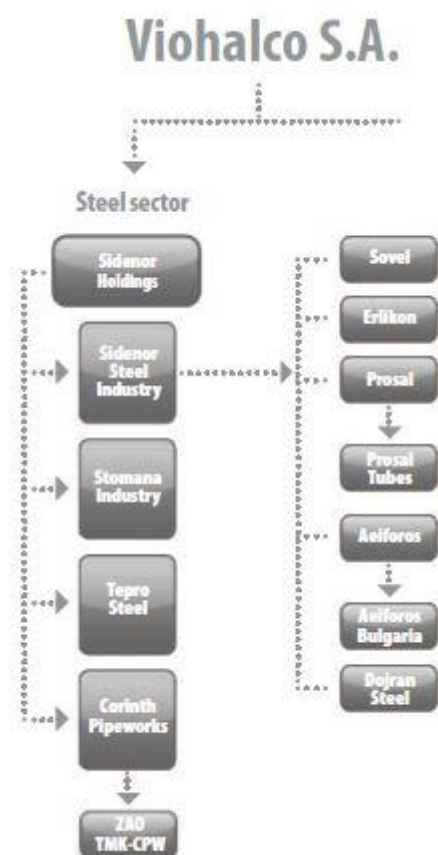 Viohalco S.A.
Steel sector
Sidenor
Holdings
Sidenor
Steel
Industry
Stomana
Industry
Tepro
Steel
Corinth
Pipeworks
ZAO
TMK-CPW
Sovel
Erlikon
Prosal
Prosal
Tubes
Aeiforos
Aeiforos
Bulgaria
Dojran
Steel